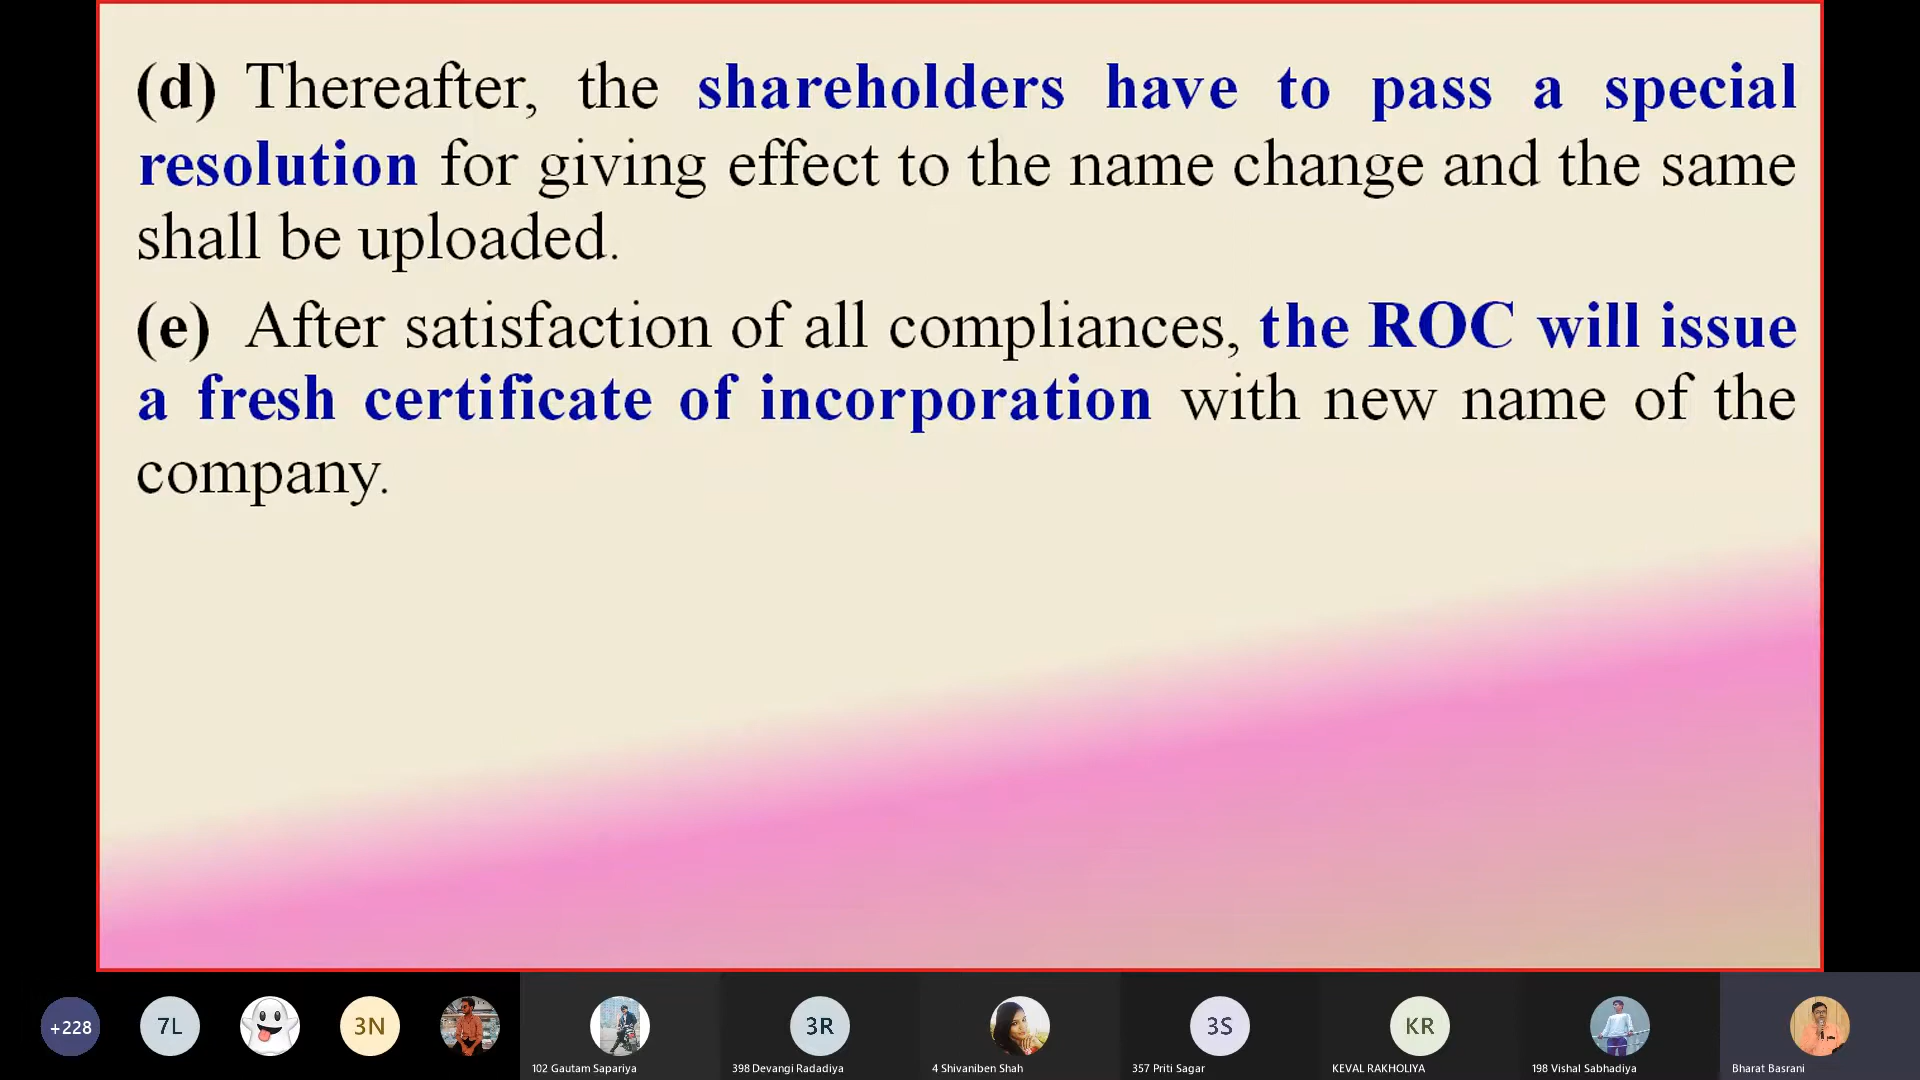 (d) Thereafter, the shareholders have to pass a special
resolution for giving effect to the name change and the same
shall be uploaded.
(e) After satisfaction of all compliances, the ROC will issue
a fresh certificate of incorporation with new name of the
company.
+228
7L
3N
3R
3S
KR
102 Gautam Sapariya
398 Devangi Radadiya
4 Shivaniben Shah
357 Priti Sagar
KEVAL RAKHOLIYA
198 Vishal Sabhadiya
Bharat Basrani